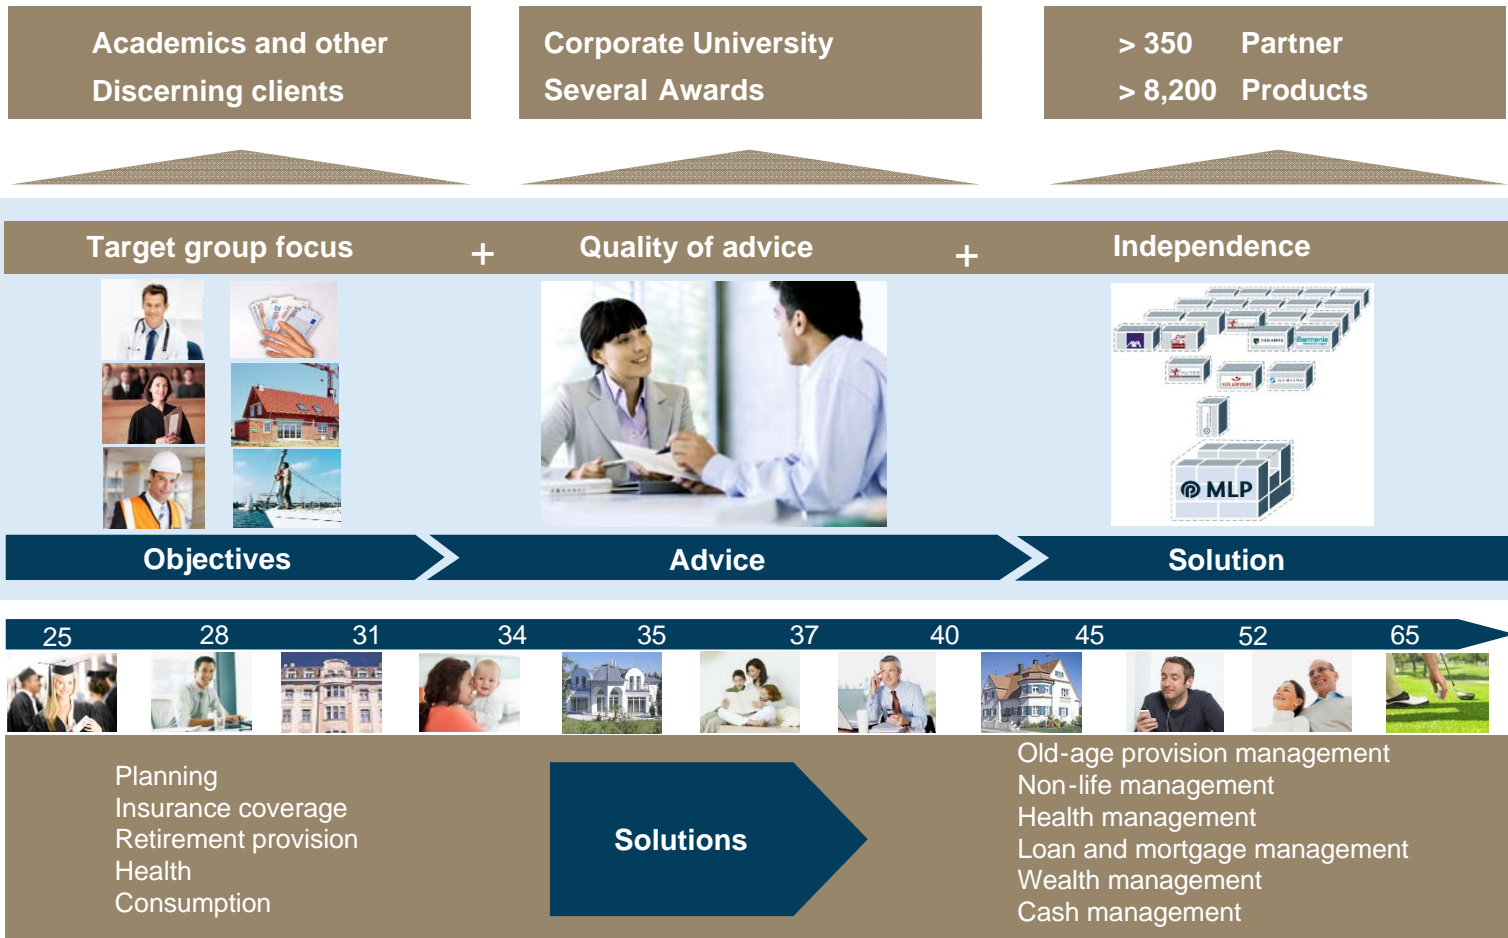 Academics and other
Discerning clients
Corporate University
Several Awards
> 350 Partner
> 8,200 Products
Target group focus + Quality of advice + Independence
AXA
Barmenia
MLP
Objectives Advice Solution
25 28 31 34 35 37 40 45 52 65
Planning
Insurance coverage
Retirement provision
Health
Consumption
Solutions
Old-age provision management
Non-life management
Health management
Loan and mortgage management
Wealth management
Cash management